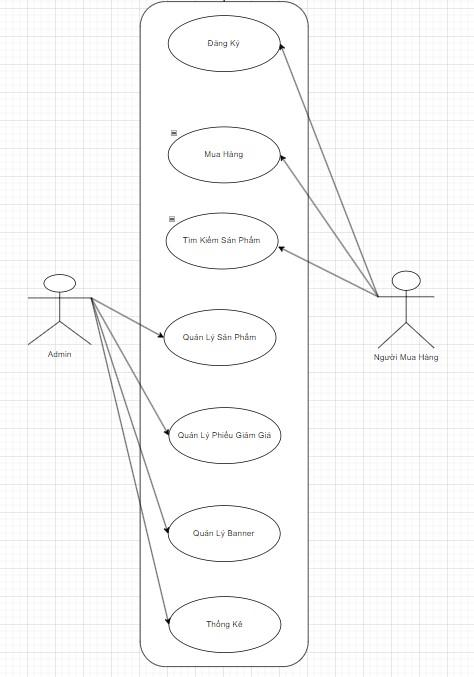 Đăng Ký
Mua Hàng
Tìm Kiếm Sản Phẩm
Quản Lý Sản Phẩm
Admin
Người Mua Hàng
Quản Lý Phiếu Giảm Giá
Quản Lý Banner
Thống Kê